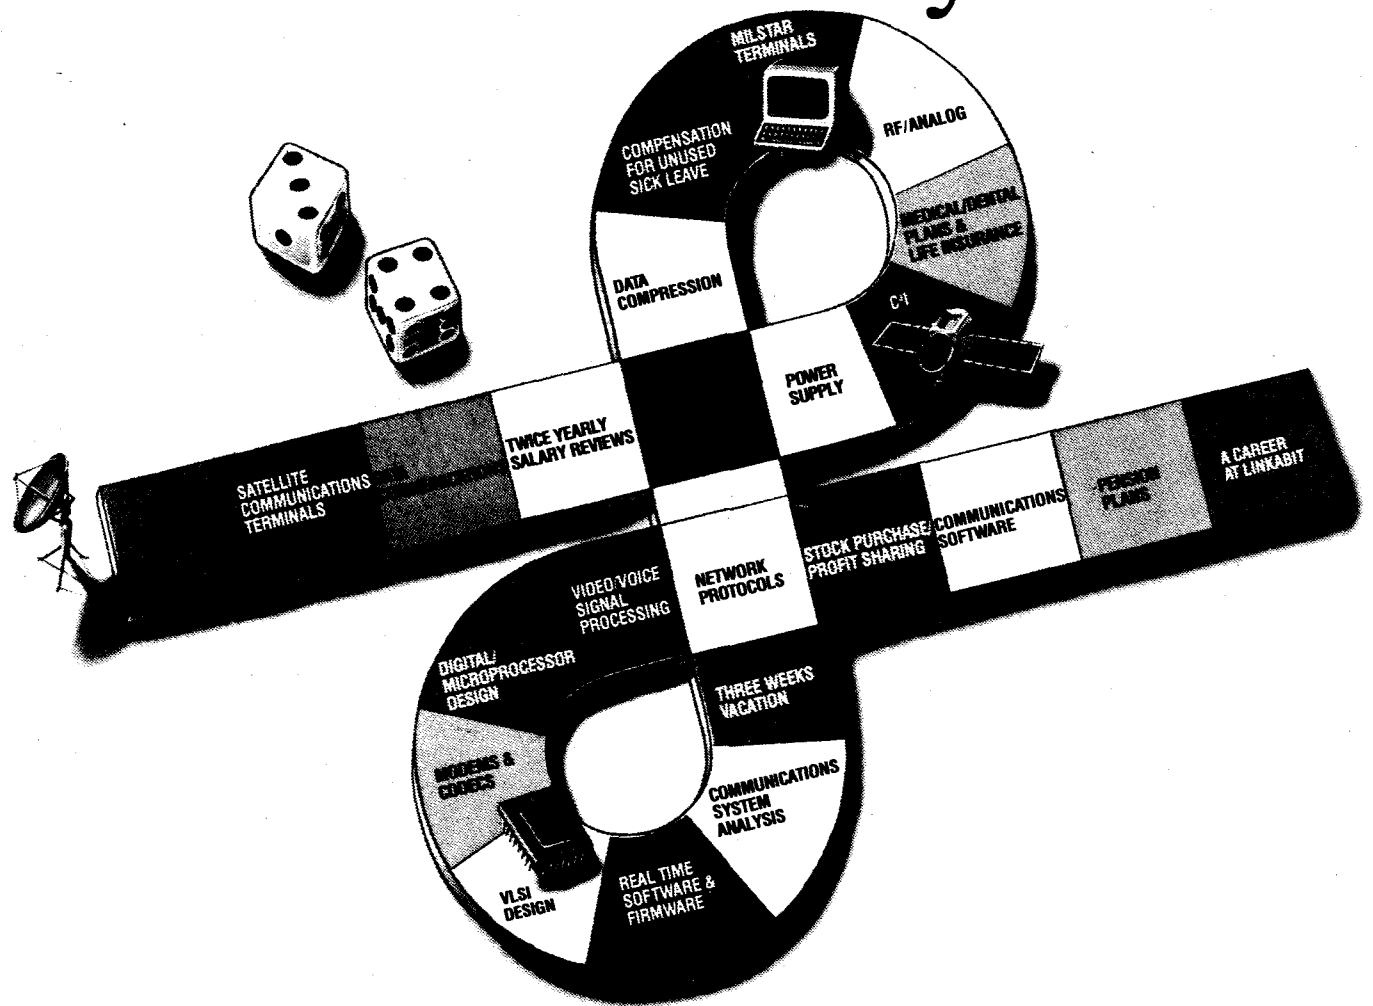 MILSTAR
TERMINALS
RF/ANALOG
COMPENSATION
FOR UNUSED
SICK LEAVE
MEDICAL/DENTAL
PLANS &
LIFE INSURANCE
DATA
COMPRESSION
C³I
POWER
SUPPLY
TWICE YEARLY
SALARY REVIEWS
SATELLITE
COMMUNICATIONS
TERMINALS
A CAREER
AT LINKABIT
PENSION
PLANS
COMMUNICATIONS
SOFTWARE
STOCK PURCHASE/
PROFIT SHARING
NETWORK
PROTOCOLS
VIDEO/VOICE
SIGNAL
PROCESSING
DIGITAL/
MICROPROCESSOR
DESIGN
THREE WEEKS
VACATION
MODEMS &
CODECS
COMMUNICATIONS
SYSTEM
ANALYSIS
VLSI
DESIGN
REAL TIME
SOFTWARE &
FIRMWARE